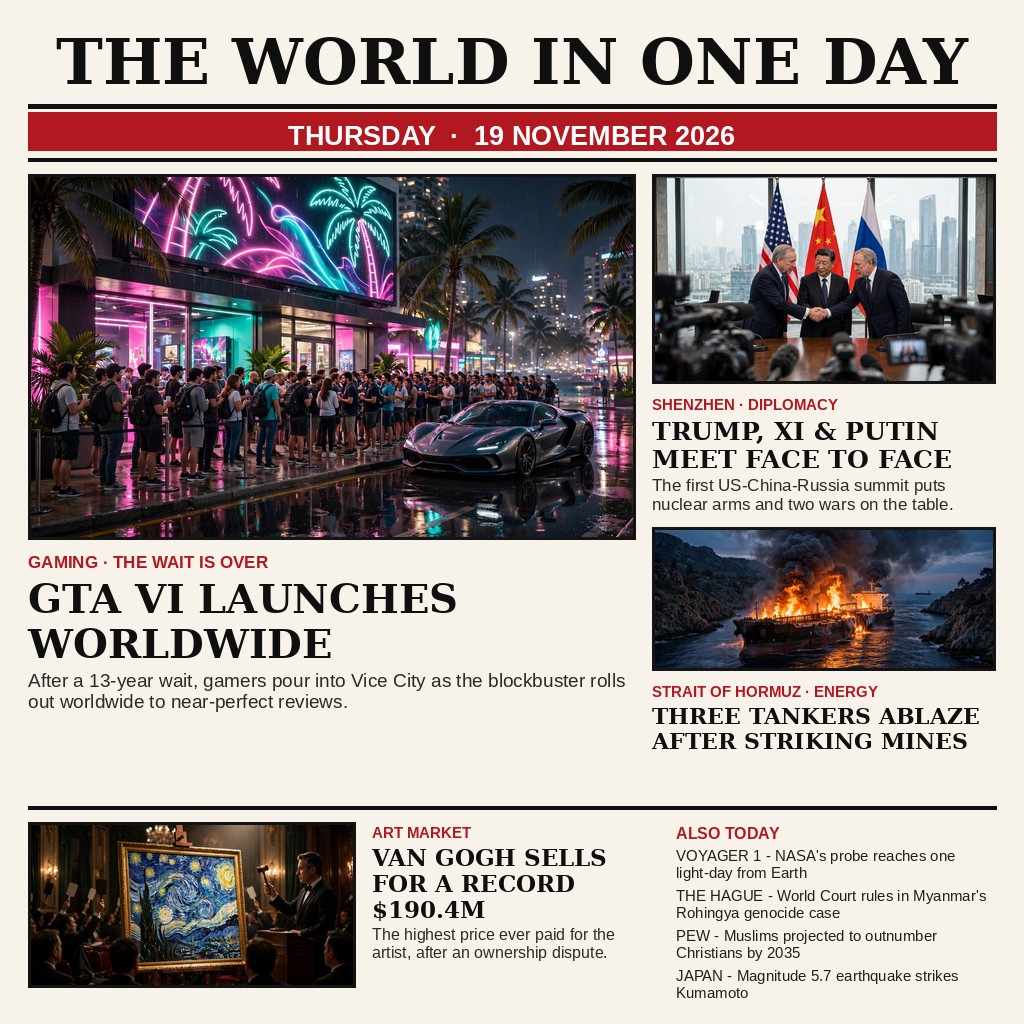 THE WORLD IN ONE DAY
THURSDAY · 19 NOVEMBER 2026
GAMING · THE WAIT IS OVER
GTA VI LAUNCHES
WORLDWIDE
After a 13-year wait, gamers pour into Vice City as the blockbuster rolls
out worldwide to near-perfect reviews.
SHENZHEN · DIPLOMACY
TRUMP, XI & PUTIN
MEET FACE TO FACE
The first US-China-Russia summit puts
nuclear arms and two wars on the table.
STRAIT OF HORMUZ · ENERGY
THREE TANKERS ABLAZE
AFTER STRIKING MINES
ART MARKET
VAN GOGH SELLS
FOR A RECORD
$190.4M
The highest price ever paid for the
artist, after an ownership dispute.
ALSO TODAY
VOYAGER 1 - NASA's probe reaches one
light-day from Earth
THE HAGUE - World Court rules in Myanmar's
Rohingya genocide case
PEW - Muslims projected to outnumber
Christians by 2035
JAPAN - Magnitude 5.7 earthquake strikes
Kumamoto